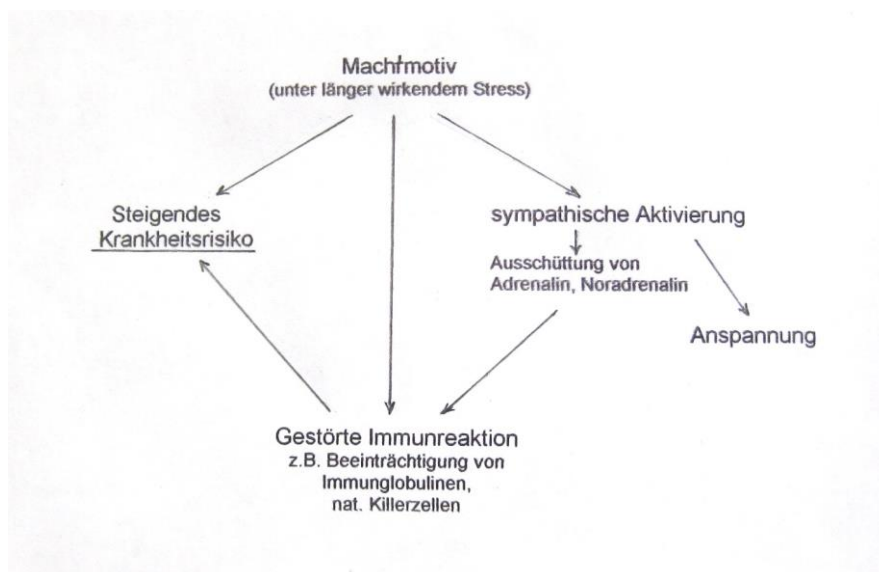 Machtmotiv
(unter länger wirkendem Stress)
Steigendes
Krankheitsrisiko
sympathische Aktivierung
Ausschüttung von
Adrenalin, Noradrenalin
Anspannung
Gestörte Immunreaktion
z.B. Beeinträchtigung von
Immunglobulinen,
nat. Killerzellen